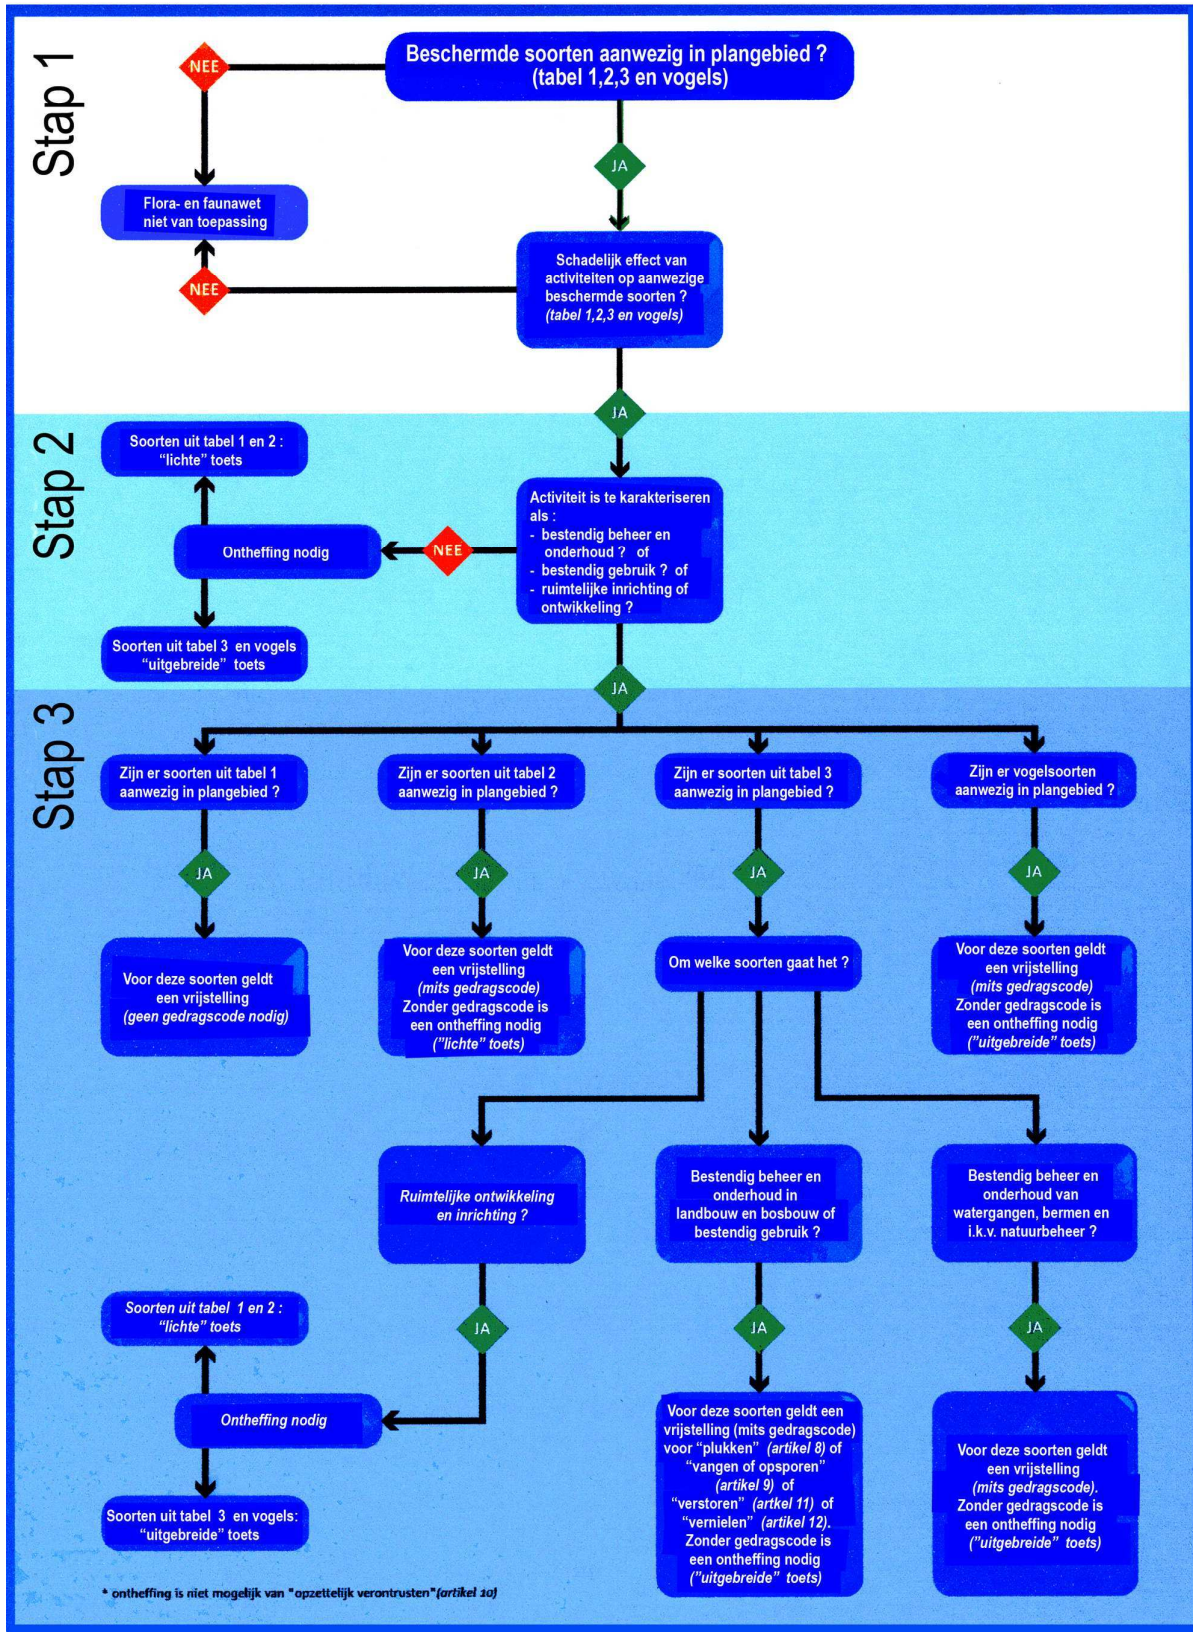 Stap 1
Beschermde soorten aanwezig in plangebied ?
(tabel 1,2,3 en vogels)
NEE
JA
Flora- en faunawet
niet van toepassing
Schadelijk effect van
activiteiten op aanwezige
beschermde soorten ?
(tabel 1,2,3 en vogels)
NEE
JA
Stap 2
Soorten uit tabel 1 en 2 :
“lichte” toets
Activiteit is te karakteriseren
als :
- bestendig beheer en
onderhoud ? of
- bestendig gebruik ? of
- ruimtelijke inrichting of
ontwikkeling ?
NEE
Ontheffing nodig
Soorten uit tabel 3 en vogels
“uitgebreide” toets
JA
Stap 3
Zijn er soorten uit tabel 1
aanwezig in plangebied ?
Zijn er soorten uit tabel 2
aanwezig in plangebied ?
Zijn er soorten uit tabel 3
aanwezig in plangebied ?
Zijn er vogelsoorten
aanwezig in plangebied ?
JA
JA
JA
JA
Voor deze soorten geldt
een vrijstelling
(geen gedragscode nodig)
Voor deze soorten geldt
een vrijstelling
(mits gedragscode)
Zonder gedragscode is
een ontheffing nodig
(”lichte” toets)
Om welke soorten gaat het ?
Voor deze soorten geldt
een vrijstelling
(mits gedragscode)
Zonder gedragscode is
een ontheffing nodig
(”uitgebreide” toets)
Ruimtelijke ontwikkeling
en inrichting ?
Bestendig beheer en
onderhoud in
landbouw en bosbouw of
bestendig gebruik ?
Bestendig beheer en
onderhoud van
watergangen, bermen en
i.k.v. natuurbeheer ?
JA
JA
JA
Soorten uit tabel 1 en 2 :
“lichte” toets
Ontheffing nodig
Soorten uit tabel 3 en vogels:
“uitgebreide” toets
Voor deze soorten geldt een
vrijstelling (mits gedragscode)
voor “plukken” (artikel 8) of
“vangen of opsporen”
(artikel 9) of
“verstoren” (artkel 11) of
“vernielen” (artikel 12).
Zonder gedragscode is
een ontheffing nodig
(”uitgebreide” toets)
Voor deze soorten geldt
een vrijstelling
(mits gedragscode).
Zonder gedragscode is
een ontheffing nodig
(”uitgebreide” toets)
* ontheffing is niet mogelijk van "opzettelijk verontrusten" (artikel 10)